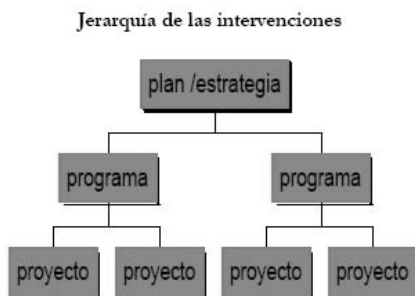 Jerarquía de las intervenciones
plan /estrategia
programa programa
proyecto proyecto proyecto proyecto